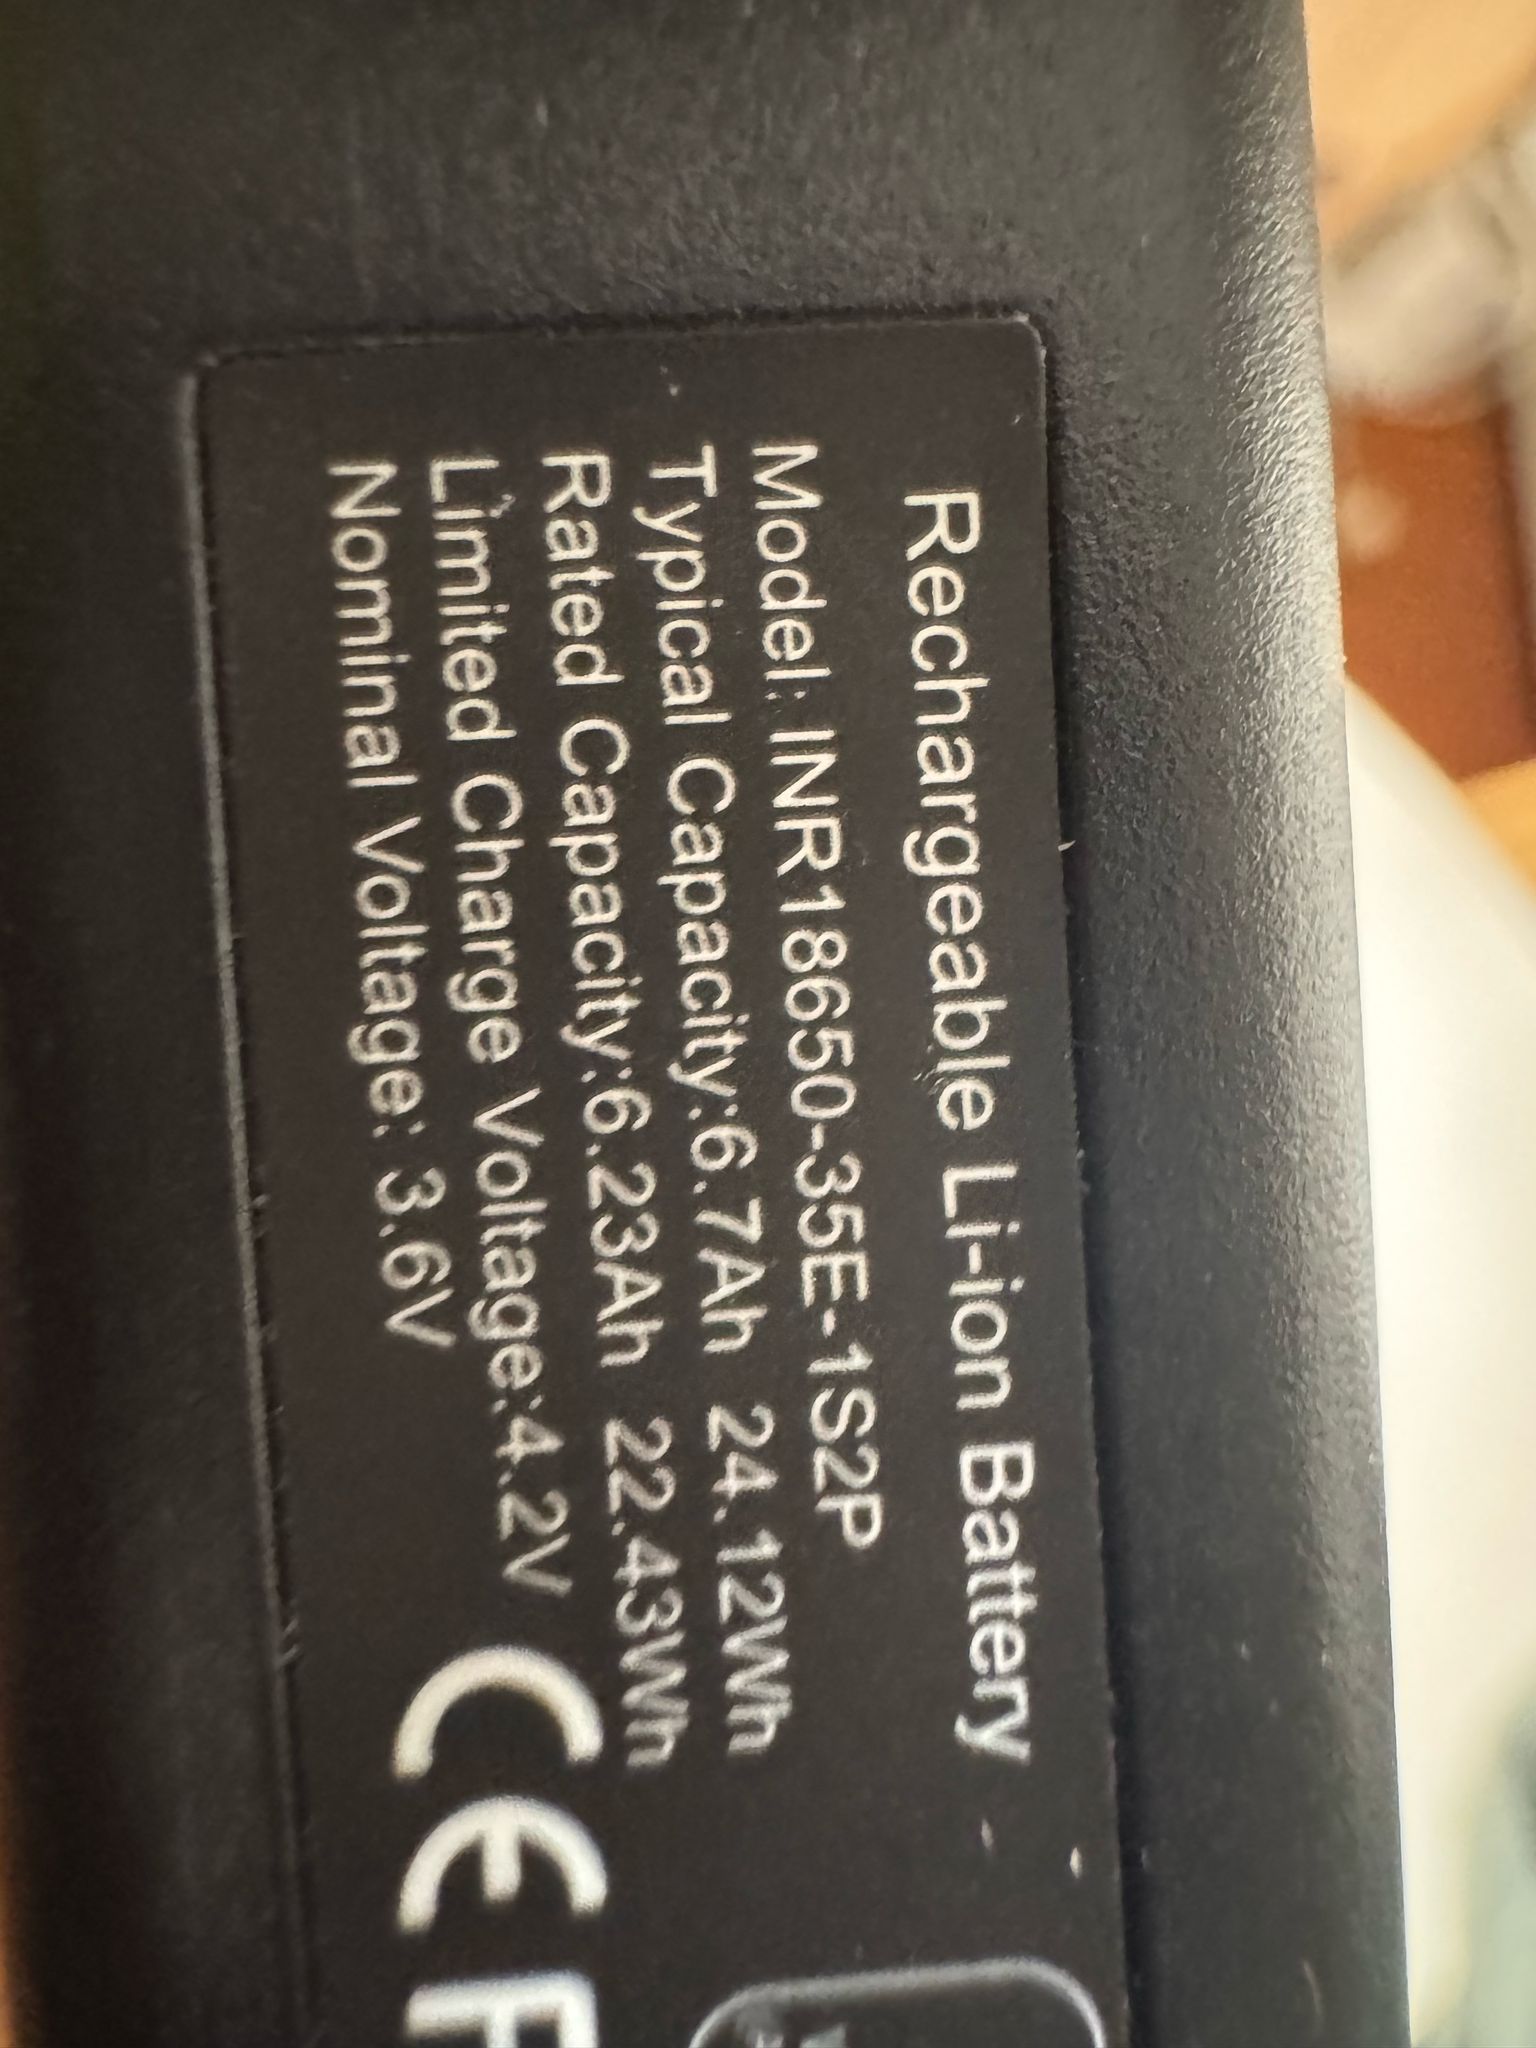 Rechargeable Li-ion Battery
Model: INR18650-35E-1S2P
Typical Capacity:6.7Ah 24.12Wh
Rated Capacity:6.23Ah 22.43Wh
Limited Charge Voltage:4.2V
Nominal Voltage: 3.6V
CE F